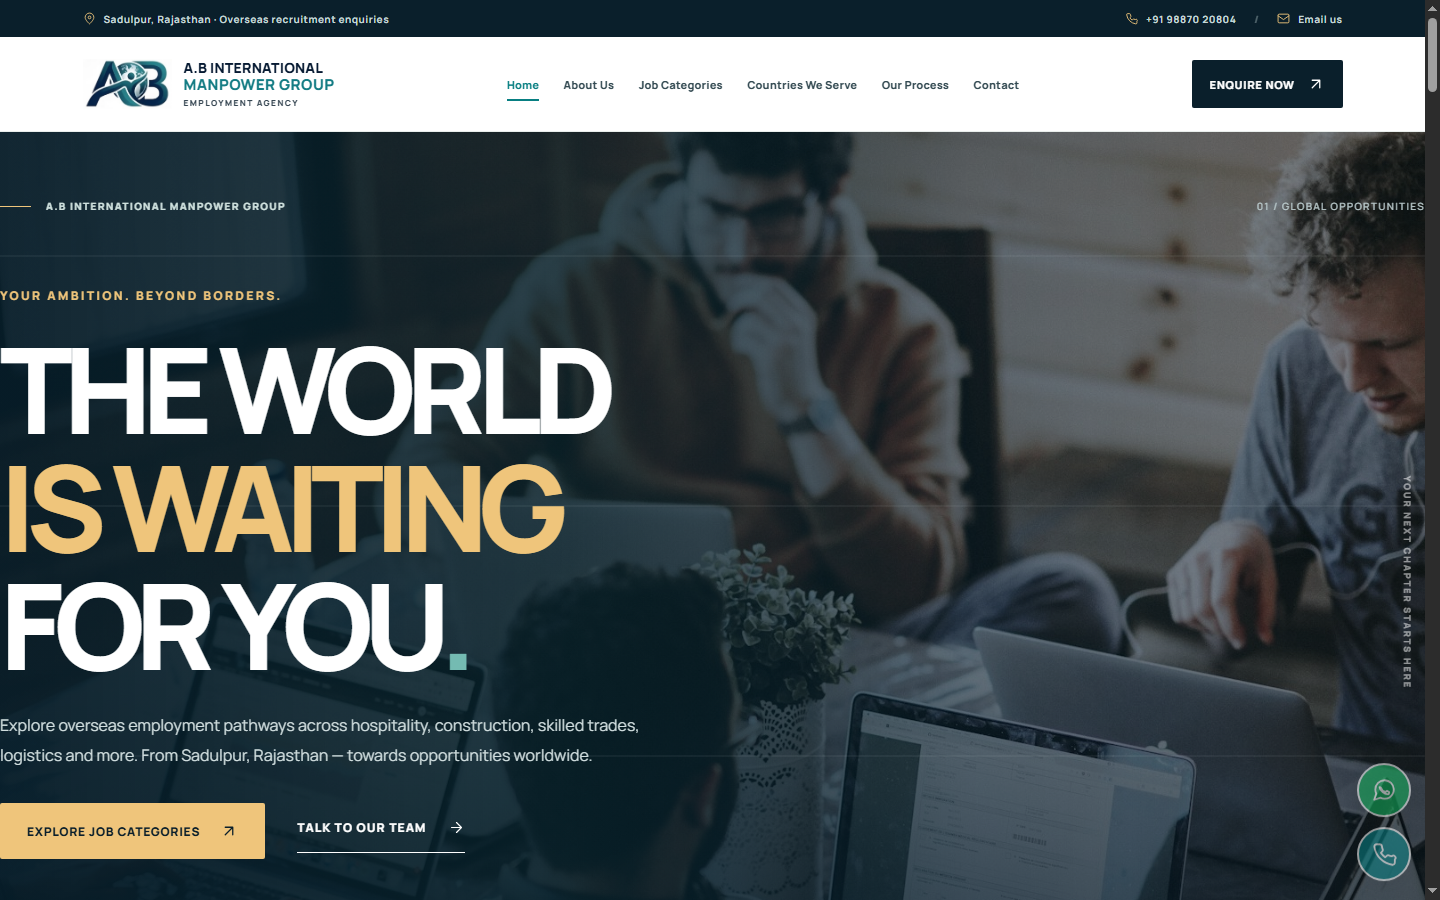 Sadulpur, Rajasthan · Overseas recruitment enquiries
+91 98870 20804 / Email us
AB
A.B INTERNATIONAL
MANPOWER GROUP
EMPLOYMENT AGENCY
Home About Us Job Categories Countries We Serve Our Process Contact
ENQUIRE NOW
A.B INTERNATIONAL MANPOWER GROUP
01 / GLOBAL OPPORTUNITIES
YOUR AMBITION. BEYOND BORDERS.
THE WORLD
IS WAITING
FOR YOU.
YOUR NEXT CHAPTER STARTS HERE
Explore overseas employment pathways across hospitality, construction, skilled trades,
logistics and more. From Sadulpur, Rajasthan — towards opportunities worldwide.
EXPLORE JOB CATEGORIES
TALK TO OUR TEAM